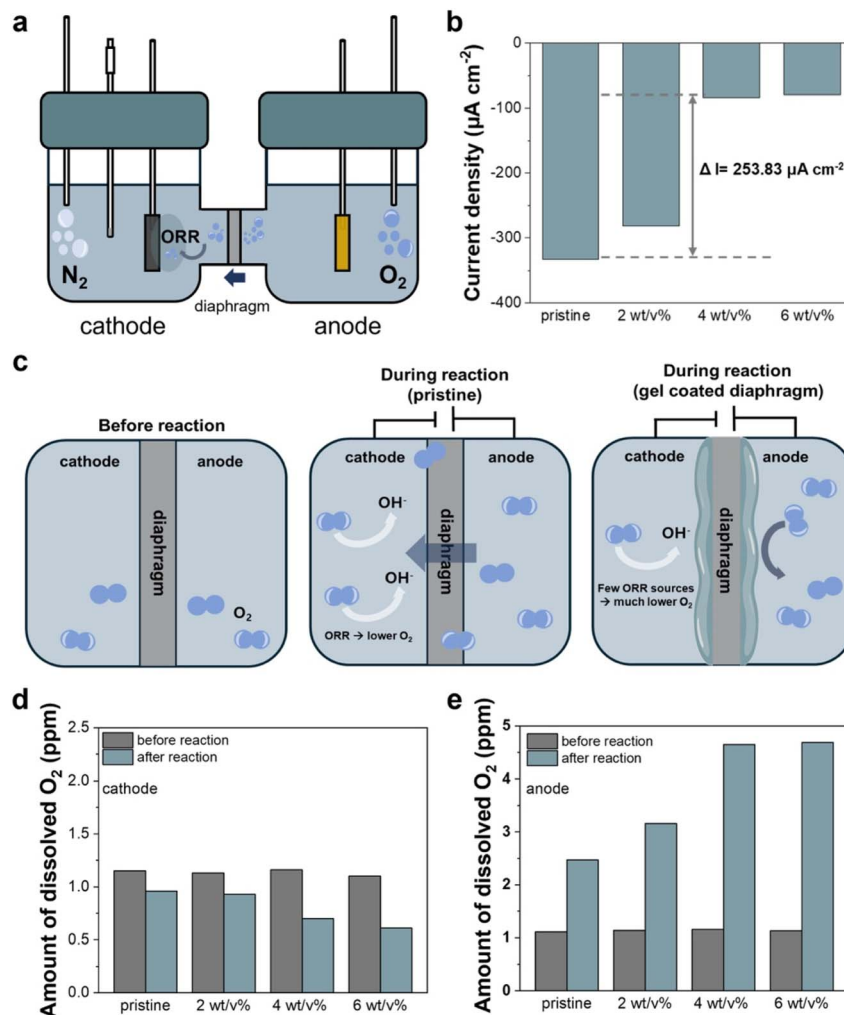 a
ORR
N2
O2
diaphragm
cathode
anode
b
Current density (µA cm-2)
0
-100
-200
-300
-400
Δ I= 253.83 µA cm-2
pristine
2 wt/v%
4 wt/v%
6 wt/v%
c
Before reaction
cathode
anode
diaphragm
O2
During reaction
(pristine)
cathode
anode
OH-
diaphragm
OH-
ORR → lower O2
During reaction
(gel coated diaphragm)
cathode
anode
OH-
diaphragm
Few ORR sources
→ much lower O2
d
Amount of dissolved O2 (ppm)
2.5
2.0
1.5
1.0
0.5
0.0
before reaction
after reaction
cathode
pristine
2 wt/v%
4 wt/v%
6 wt/v%
e
Amount of dissolved O2 (ppm)
5
4
3
2
1
0
before reaction
after reaction
anode
pristine
2 wt/v%
4 wt/v%
6 wt/v%